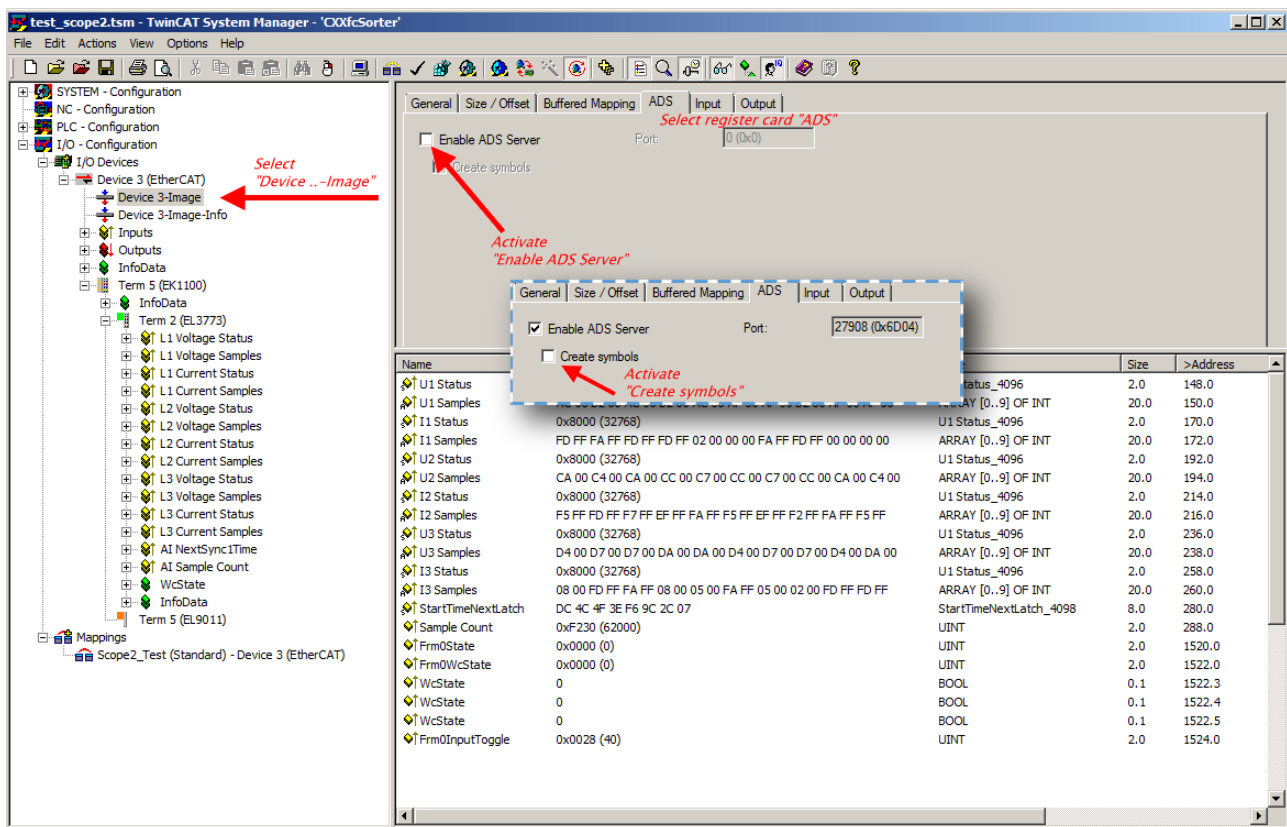 test_scope2.tsm - TwinCAT System Manager - 'CXXfcSorter'
File Edit Actions View Options Help
SYSTEM - Configuration
NC - Configuration
PLC - Configuration
I/O - Configuration
I/O Devices
Device 3 (EtherCAT)
Device 3-Image
Device 3-Image-Info
Inputs
Outputs
InfoData
Term 5 (EK1100)
InfoData
Term 2 (EL3773)
L1 Voltage Status
L1 Voltage Samples
L1 Current Status
L1 Current Samples
L2 Voltage Status
L2 Voltage Samples
L2 Current Status
L2 Current Samples
L3 Voltage Status
L3 Voltage Samples
L3 Current Status
L3 Current Samples
AI NextSync1Time
AI Sample Count
WcState
InfoData
Term 5 (EL9011)
Mappings
Scope2_Test (Standard) - Device 3 (EtherCAT)
Select
"Device ..-Image"
General Size / Offset Buffered Mapping ADS Input Output
Select register card "ADS"
Enable ADS Server Port: 0 (0x0)
Create symbols
Activate
"Enable ADS Server"
General Size / Offset Buffered Mapping ADS Input Output
Enable ADS Server Port: 27908 (0x6D04)
Create symbols
Activate
"Create symbols"
Name Size >Address
U1 Status 2.0 148.0
U1 Samples ARRAY [0..9] OF INT 20.0 150.0
I1 Status 0x8000 (32768) U1 Status_4096 2.0 170.0
I1 Samples FD FF FA FF FD FF FD FF 02 00 00 00 FA FF FD FF 00 00 00 00 ARRAY [0..9] OF INT 20.0 172.0
U2 Status 0x8000 (32768) U1 Status_4096 2.0 192.0
U2 Samples CA 00 C4 00 CA 00 CC 00 C7 00 CC 00 C7 00 CC 00 CA 00 C4 00 ARRAY [0..9] OF INT 20.0 194.0
I2 Status 0x8000 (32768) U1 Status_4096 2.0 214.0
I2 Samples F5 FF FD FF F7 FF EF FF FA FF F5 FF EF FF F2 FF FA FF F5 FF ARRAY [0..9] OF INT 20.0 216.0
U3 Status 0x8000 (32768) U1 Status_4096 2.0 236.0
U3 Samples D4 00 D7 00 D7 00 DA 00 DA 00 D4 00 D7 00 D7 00 D4 00 DA 00 ARRAY [0..9] OF INT 20.0 238.0
I3 Status 0x8000 (32768) U1 Status_4096 2.0 258.0
I3 Samples 08 00 FD FF FA FF 08 00 05 00 FA FF 05 00 02 00 FD FF FD FF ARRAY [0..9] OF INT 20.0 260.0
StartTimeNextLatch DC 4C 4F 3E F6 9C 2C 07 StartTimeNextLatch_4098 8.0 280.0
Sample Count 0xF230 (62000) UINT 2.0 288.0
Frm0State 0x0000 (0) UINT 2.0 1520.0
Frm0WcState 0x0000 (0) UINT 2.0 1522.0
WcState 0 BOOL 0.1 1522.3
WcState 0 BOOL 0.1 1522.4
WcState 0 BOOL 0.1 1522.5
Frm0InputToggle 0x0028 (40) UINT 2.0 1524.0